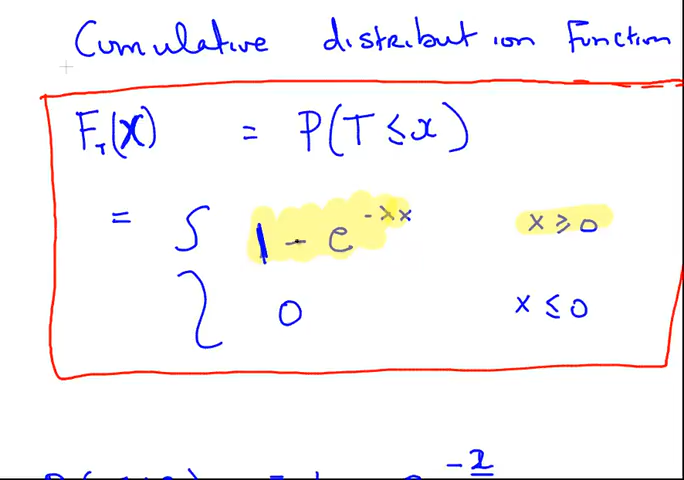 Cumulative distribution Function
F_T(x) = P(T ≤ x)
= { 1 - e^{-λx} x ≥ 0
0 x ≤ 0